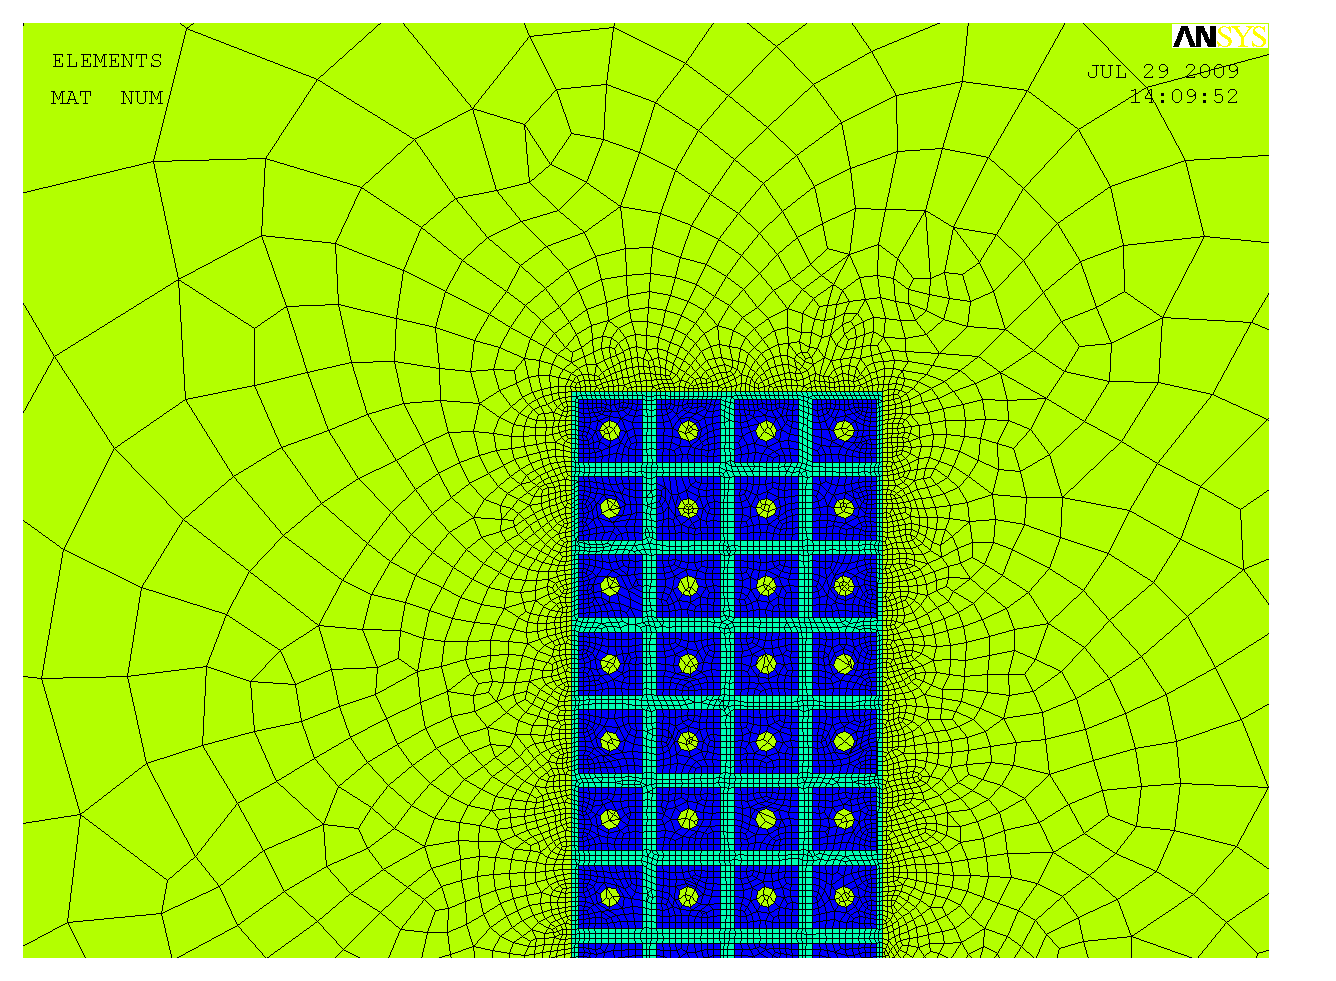 ELEMENTS
MAT NUM
ANSYS
JUL 29 2009
14:09:52